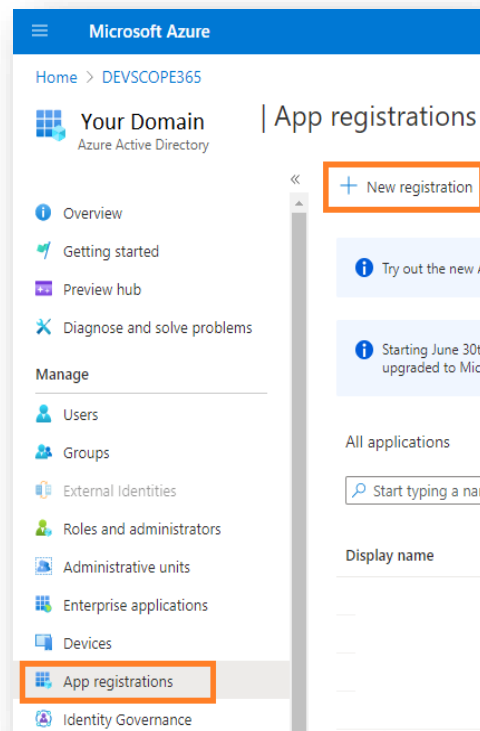 Microsoft Azure
Home > DEVSCOPE365
Your Domain
Azure Active Directory
| App registrations
«
+ New registration
Overview
Getting started
Preview hub
Diagnose and solve problems
Manage
Users
Groups
External Identities
Roles and administrators
Administrative units
Enterprise applications
Devices
App registrations
Identity Governance
Try out the new A
Starting June 30t
upgraded to Mic
All applications
Start typing a na
Display name